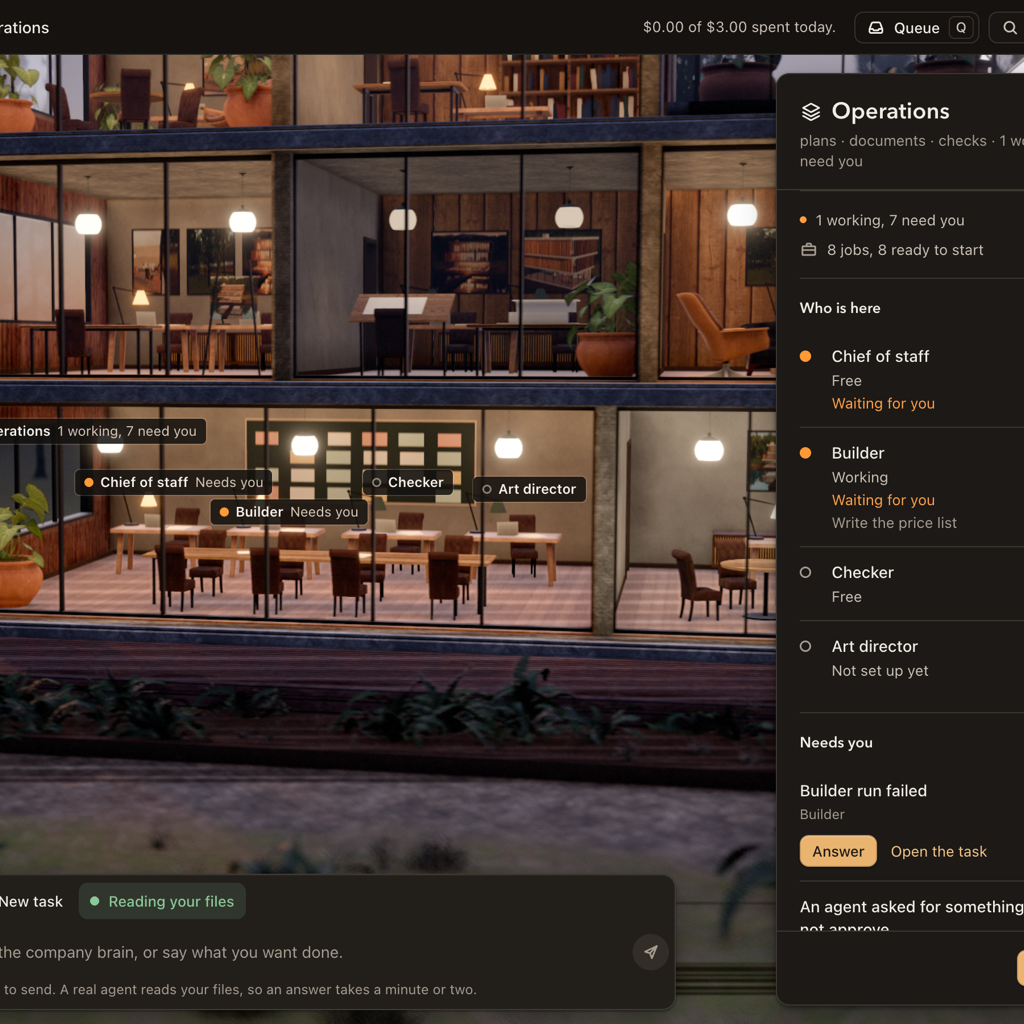 rations
$0.00 of $3.00 spent today.
Queue Q
Operations
plans · documents · checks · 1 wo
need you
1 working, 7 need you
8 jobs, 8 ready to start
Who is here
Chief of staff
Free
Waiting for you
Builder
Working
Waiting for you
Write the price list
Checker
Free
Art director
Not set up yet
Needs you
Builder run failed
Builder
Answer Open the task
An agent asked for something
not approve
erations 1 working, 7 need you
Chief of staff Needs you
Checker
Art director
Builder Needs you
New task Reading your files
the company brain, or say what you want done.
to send. A real agent reads your files, so an answer takes a minute or two.